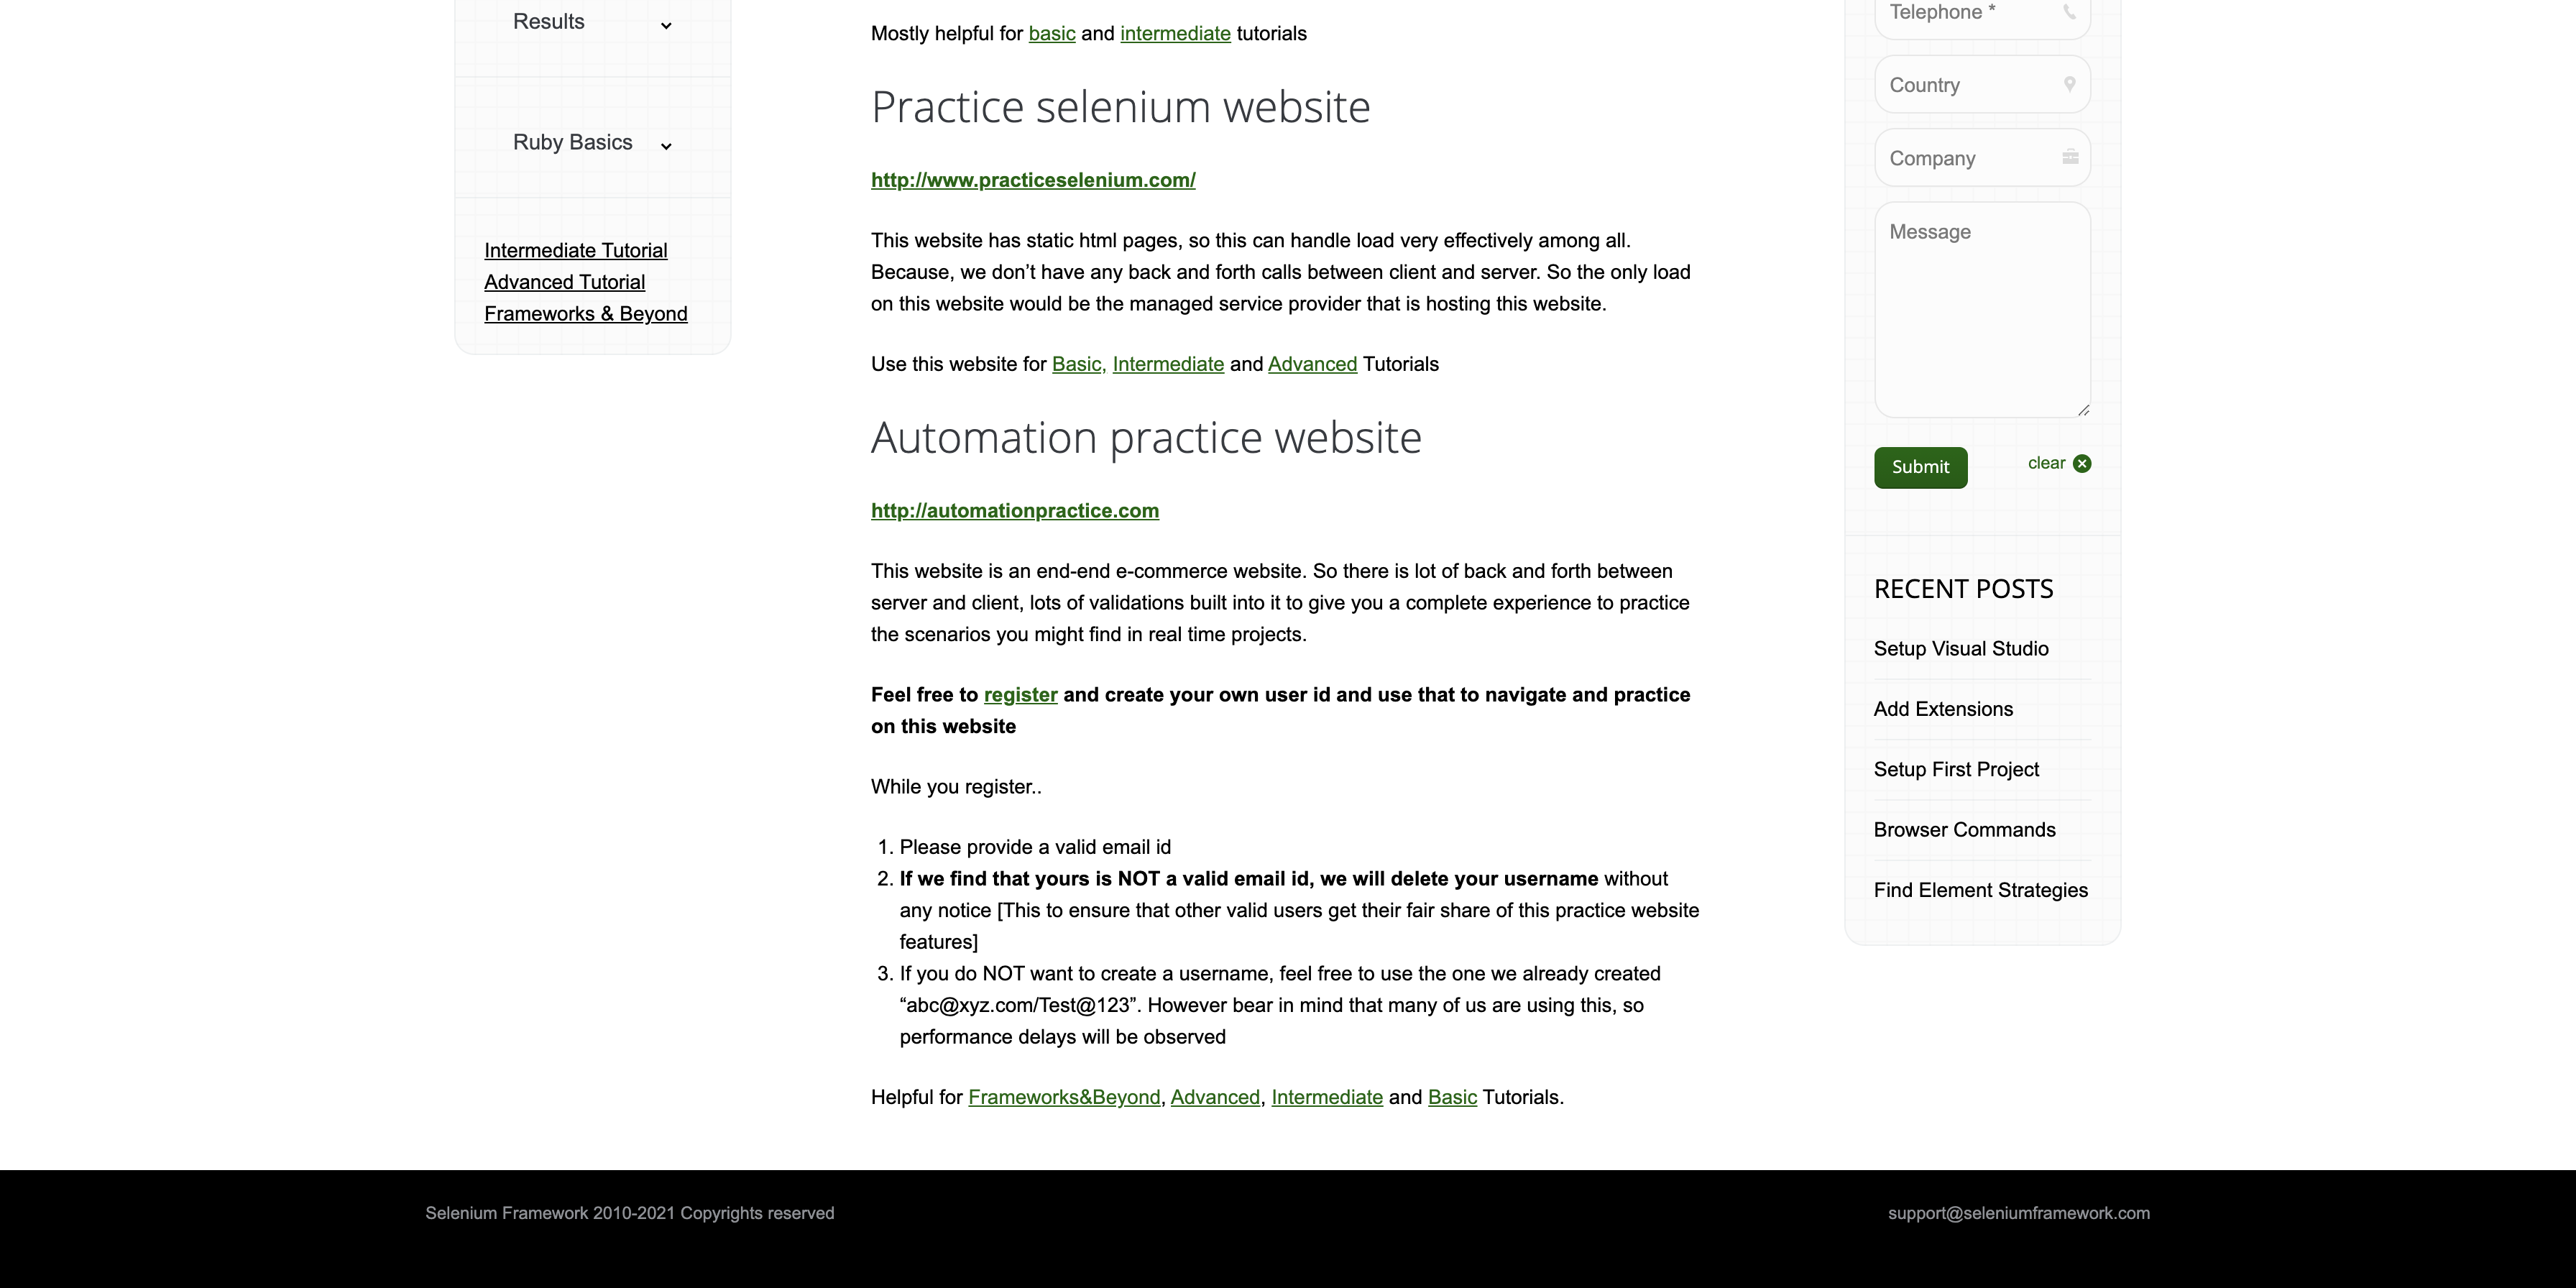 Results
Ruby Basics
Intermediate Tutorial
Advanced Tutorial
Frameworks & Beyond
Mostly helpful for basic and intermediate tutorials
Practice selenium website
http://www.practiceselenium.com/
This website has static html pages, so this can handle load very effectively among all.
Because, we don’t have any back and forth calls between client and server. So the only load
on this website would be the managed service provider that is hosting this website.
Use this website for Basic, Intermediate and Advanced Tutorials
Automation practice website
http://automationpractice.com
This website is an end-end e-commerce website. So there is lot of back and forth between
server and client, lots of validations built into it to give you a complete experience to practice
the scenarios you might find in real time projects.
Feel free to register and create your own user id and use that to navigate and practice
on this website
While you register..
1. Please provide a valid email id
2. If we find that yours is NOT a valid email id, we will delete your username without
any notice [This to ensure that other valid users get their fair share of this practice website
features]
3. If you do NOT want to create a username, feel free to use the one we already created
“abc@xyz.com/Test@123”. However bear in mind that many of us are using this, so
performance delays will be observed
Helpful for Frameworks&Beyond, Advanced, Intermediate and Basic Tutorials.
Telephone *
Country
Company
Message
Submit
clear
RECENT POSTS
Setup Visual Studio
Add Extensions
Setup First Project
Browser Commands
Find Element Strategies
Selenium Framework 2010-2021 Copyrights reserved
support@seleniumframework.com